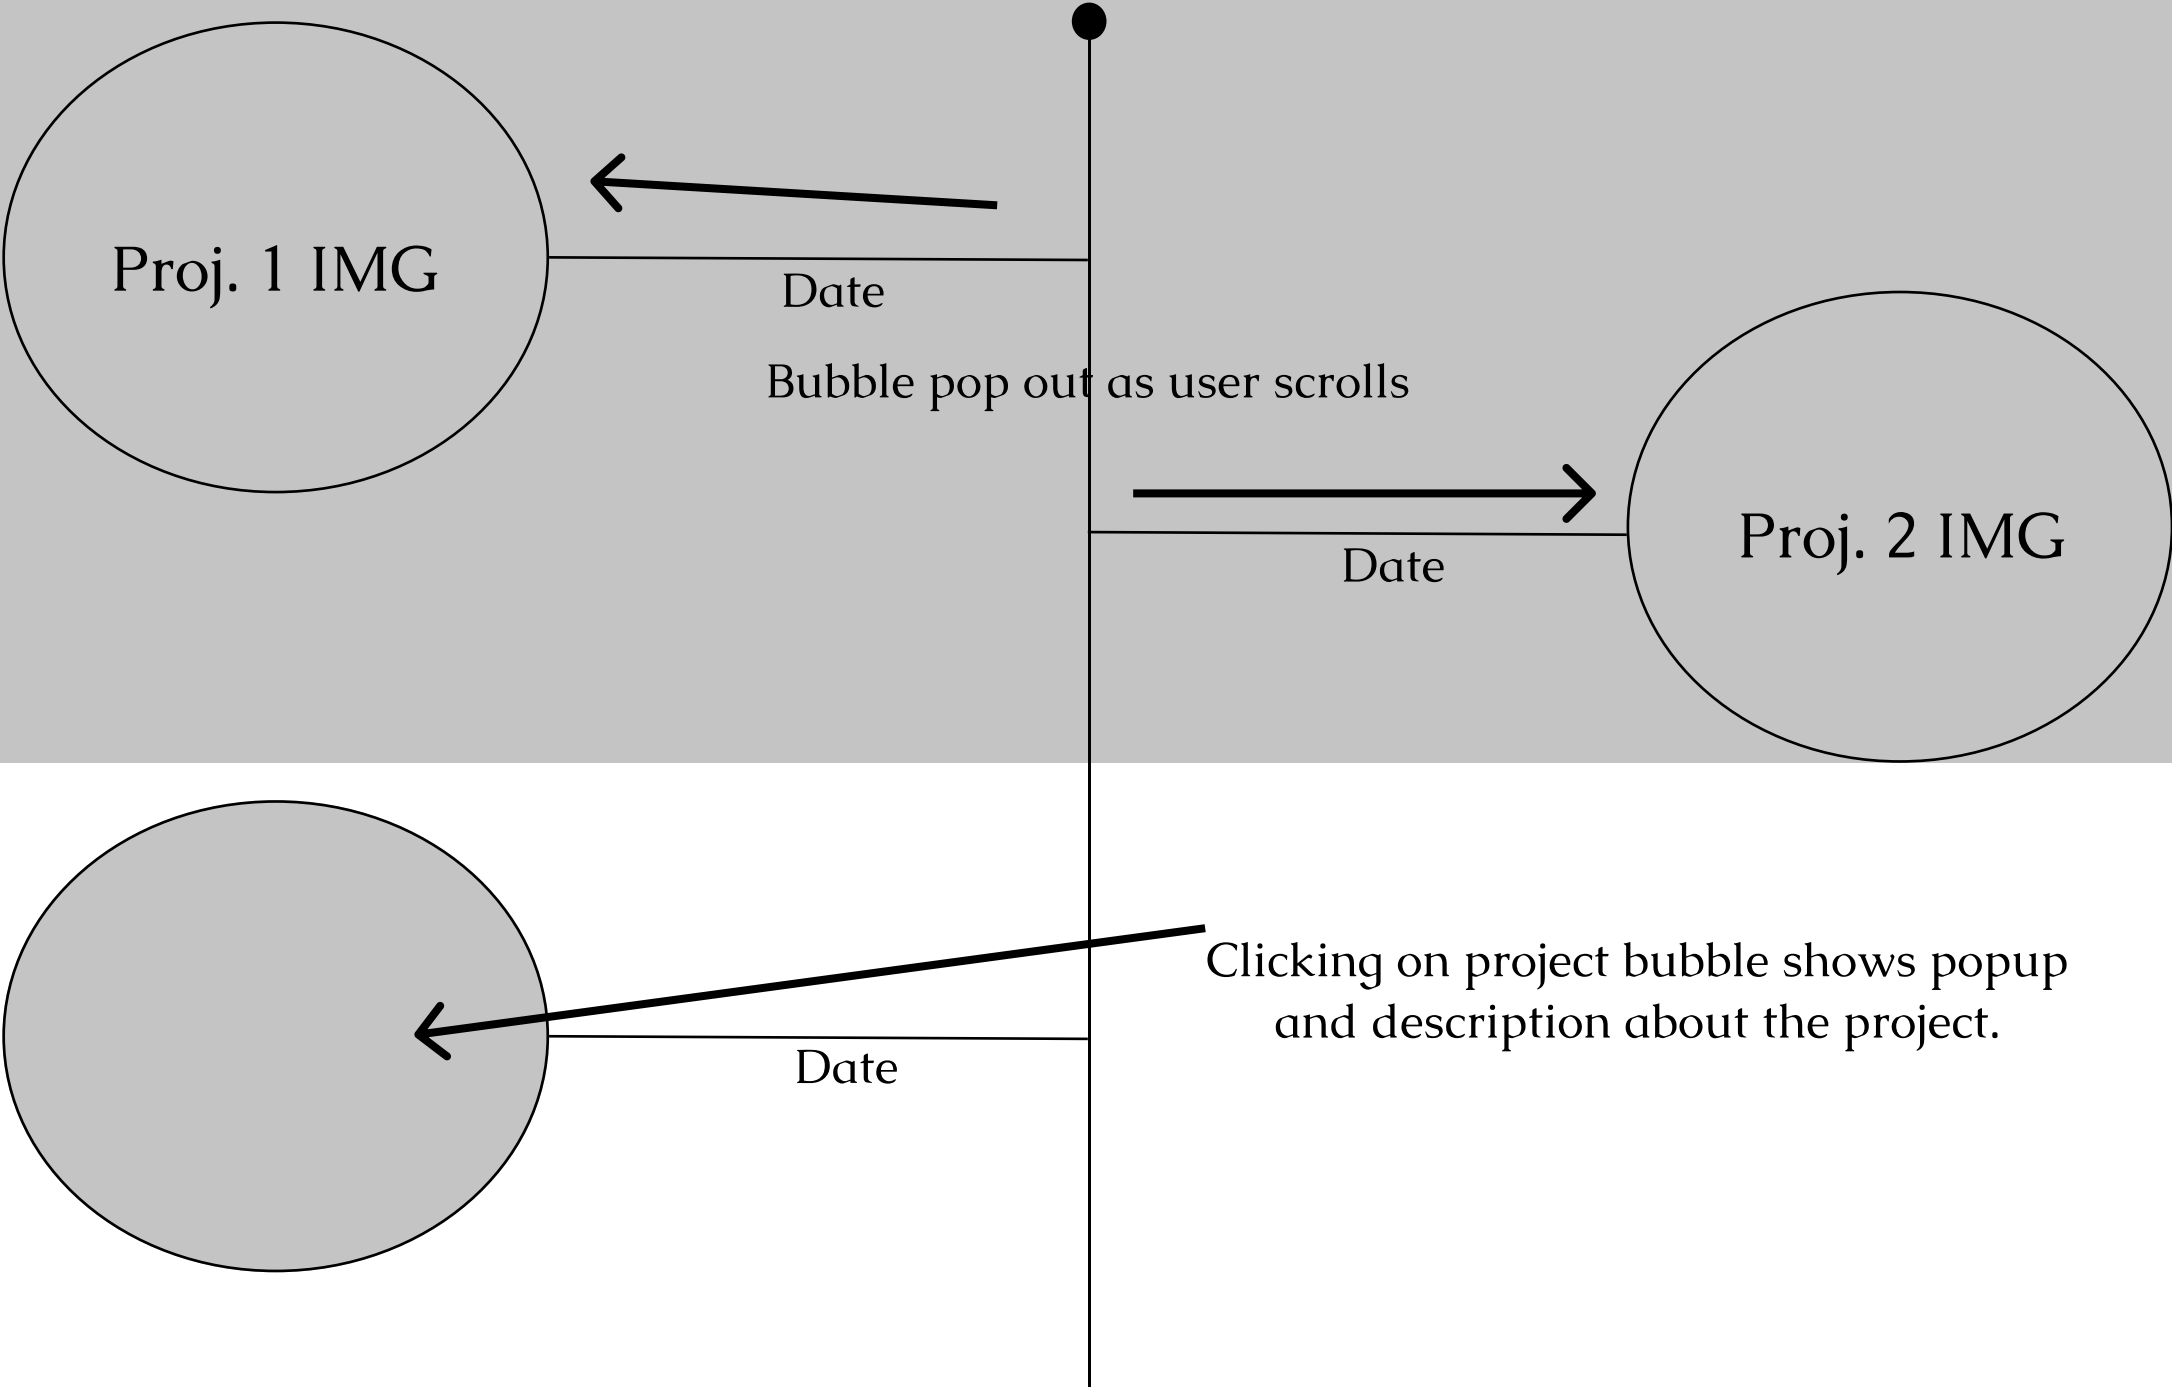 Proj. 1 IMG
Date
Bubble pop out as user scrolls
Proj. 2 IMG
Date
Clicking on project bubble shows popup
and description about the project.
Date